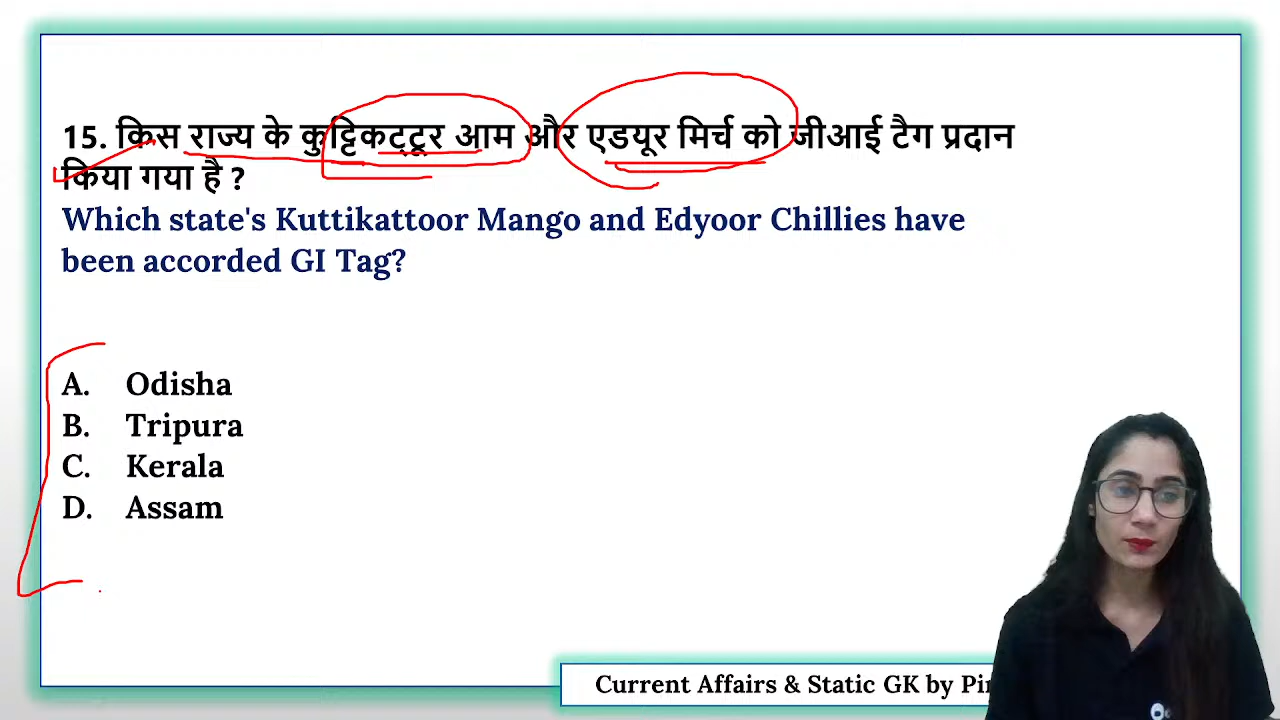 15. किस राज्य के कुट्टिकट्टूर आम और एडयूर मिर्च को जीआई टैग प्रदान
किया गया है ?
Which state's Kuttikattoor Mango and Edyoor Chillies have
been accorded GI Tag?
A. Odisha
B. Tripura
C. Kerala
D. Assam
Current Affairs & Static GK by